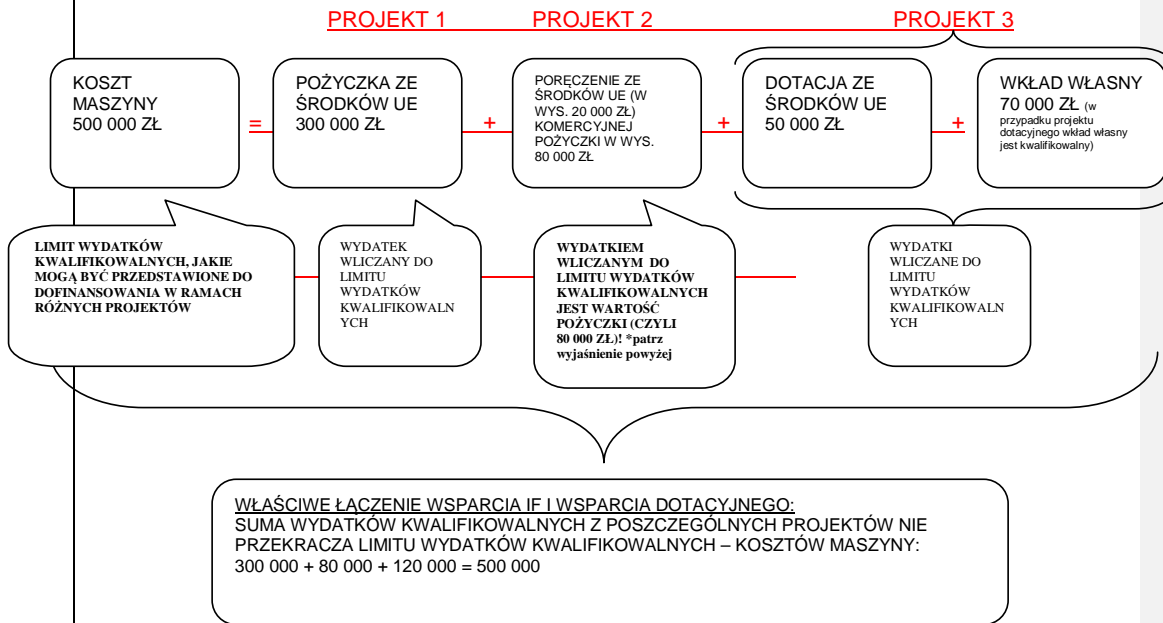 PROJEKT 1
PROJEKT 2
PROJEKT 3
KOSZT
MASZYNY
500 000 ZŁ
=
POŻYCZKA ZE
ŚRODKÓW UE
300 000 ZŁ
+
PORĘCZENIE ZE
ŚRODKÓW UE (W
WYS. 20 000 ZŁ)
KOMERCYJNEJ
POŻYCZKI W WYS.
80 000 ZŁ
+
DOTACJA ZE
ŚRODKÓW UE
50 000 ZŁ
+
WKŁAD WŁASNY
70 000 ZŁ (w
przypadku projektu
dotacyjnego wkład własny
jest kwalifikowalny)
LIMIT WYDATKÓW
KWALIFIKOWALNYCH, JAKIE
MOGĄ BYĆ PRZEDSTAWIONE DO
DOFINANSOWANIA W RAMACH
RÓŻNYCH PROJEKTÓW
WYDATEK
WLICZANY DO
LIMITU
WYDATKÓW
KWALIFIKOWALN
YCH
WYDATKIEM
WLICZANYM DO
LIMITU WYDATKÓW
KWALIFIKOWALNYCH
JEST WARTOŚĆ
POŻYCZKI (CZYLI
80 000 ZŁ)! *patrz
wyjaśnienie powyżej
WYDATKI
WLICZANE DO
LIMITU
WYDATKÓW
KWALIFIKOWALN
YCH
WŁAŚCIWE ŁĄCZENIE WSPARCIA IF I WSPARCIA DOTACYJNEGO:
SUMA WYDATKÓW KWALIFIKOWALNYCH Z POSZCZEGÓLNYCH PROJEKTÓW NIE
PRZEKRACZA LIMITU WYDATKÓW KWALIFIKOWALNYCH – KOSZTÓW MASZYNY:
300 000 + 80 000 + 120 000 = 500 000